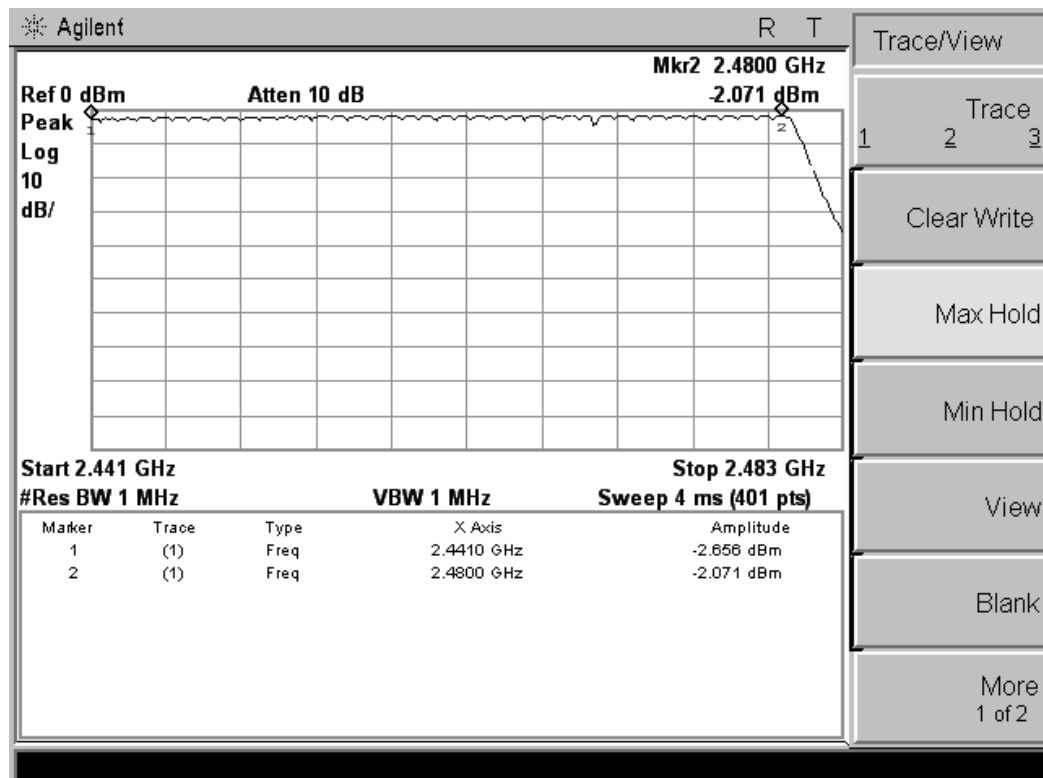 Agilent R T
Mkr2 2.4800 GHz
Ref 0 dBm Atten 10 dB -2.071 dBm
Peak
Log
10
dB/
1
2
Start 2.441 GHz Stop 2.483 GHz
#Res BW 1 MHz VBW 1 MHz Sweep 4 ms (401 pts)
Marker Trace Type X Axis Amplitude
1 (1) Freq 2.4410 GHz -2.656 dBm
2 (1) Freq 2.4800 GHz -2.071 dBm
Trace/View
Trace
1 2 3
Clear Write
Max Hold
Min Hold
View
Blank
More
1 of 2